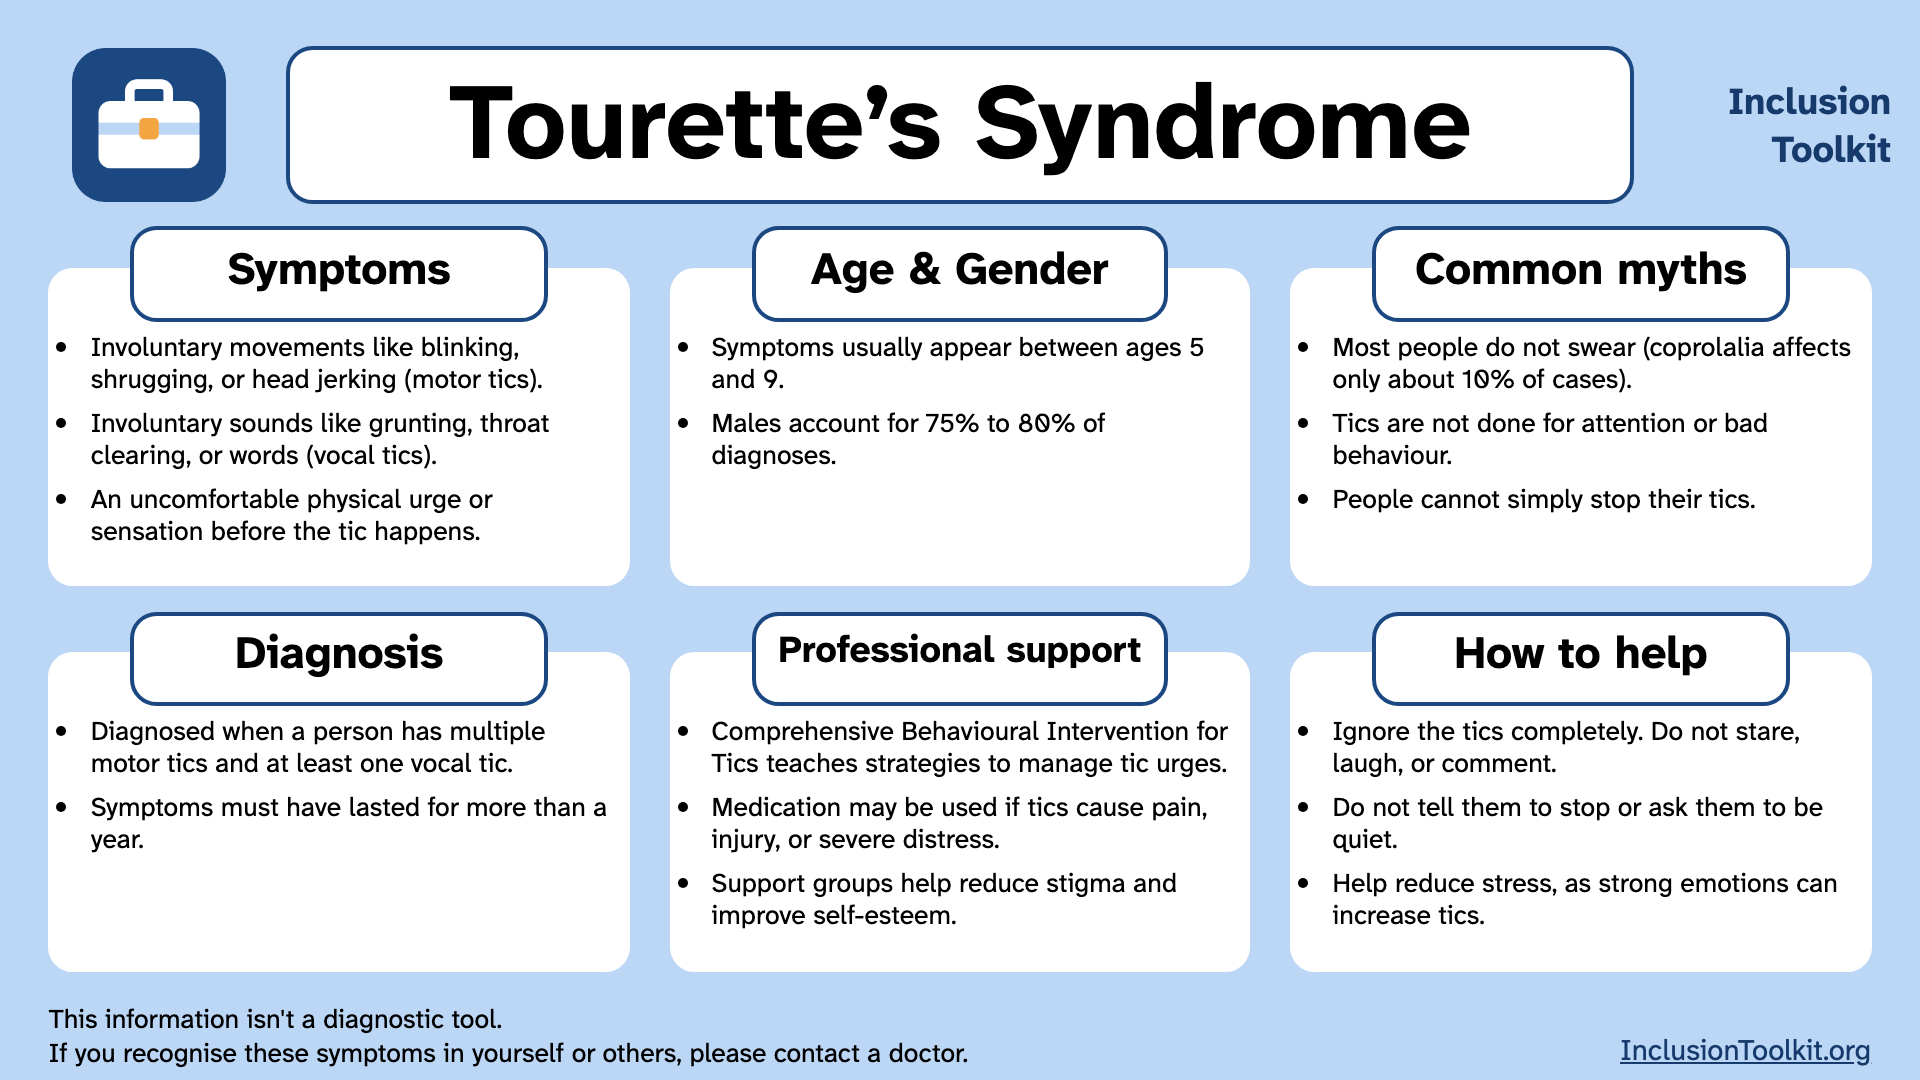 Tourette’s Syndrome
Inclusion
Toolkit
Symptoms
• Involuntary movements like blinking,
shrugging, or head jerking (motor tics).
• Involuntary sounds like grunting, throat
clearing, or words (vocal tics).
• An uncomfortable physical urge or
sensation before the tic happens.
Age & Gender
• Symptoms usually appear between ages 5
and 9.
• Males account for 75% to 80% of
diagnoses.
Common myths
• Most people do not swear (coprolalia affects
only about 10% of cases).
• Tics are not done for attention or bad
behaviour.
• People cannot simply stop their tics.
Diagnosis
• Diagnosed when a person has multiple
motor tics and at least one vocal tic.
• Symptoms must have lasted for more than a
year.
Professional support
• Comprehensive Behavioural Intervention for
Tics teaches strategies to manage tic urges.
• Medication may be used if tics cause pain,
injury, or severe distress.
• Support groups help reduce stigma and
improve self-esteem.
How to help
• Ignore the tics completely. Do not stare,
laugh, or comment.
• Do not tell them to stop or ask them to be
quiet.
• Help reduce stress, as strong emotions can
increase tics.
This information isn't a diagnostic tool.
If you recognise these symptoms in yourself or others, please contact a doctor.
InclusionToolkit.org